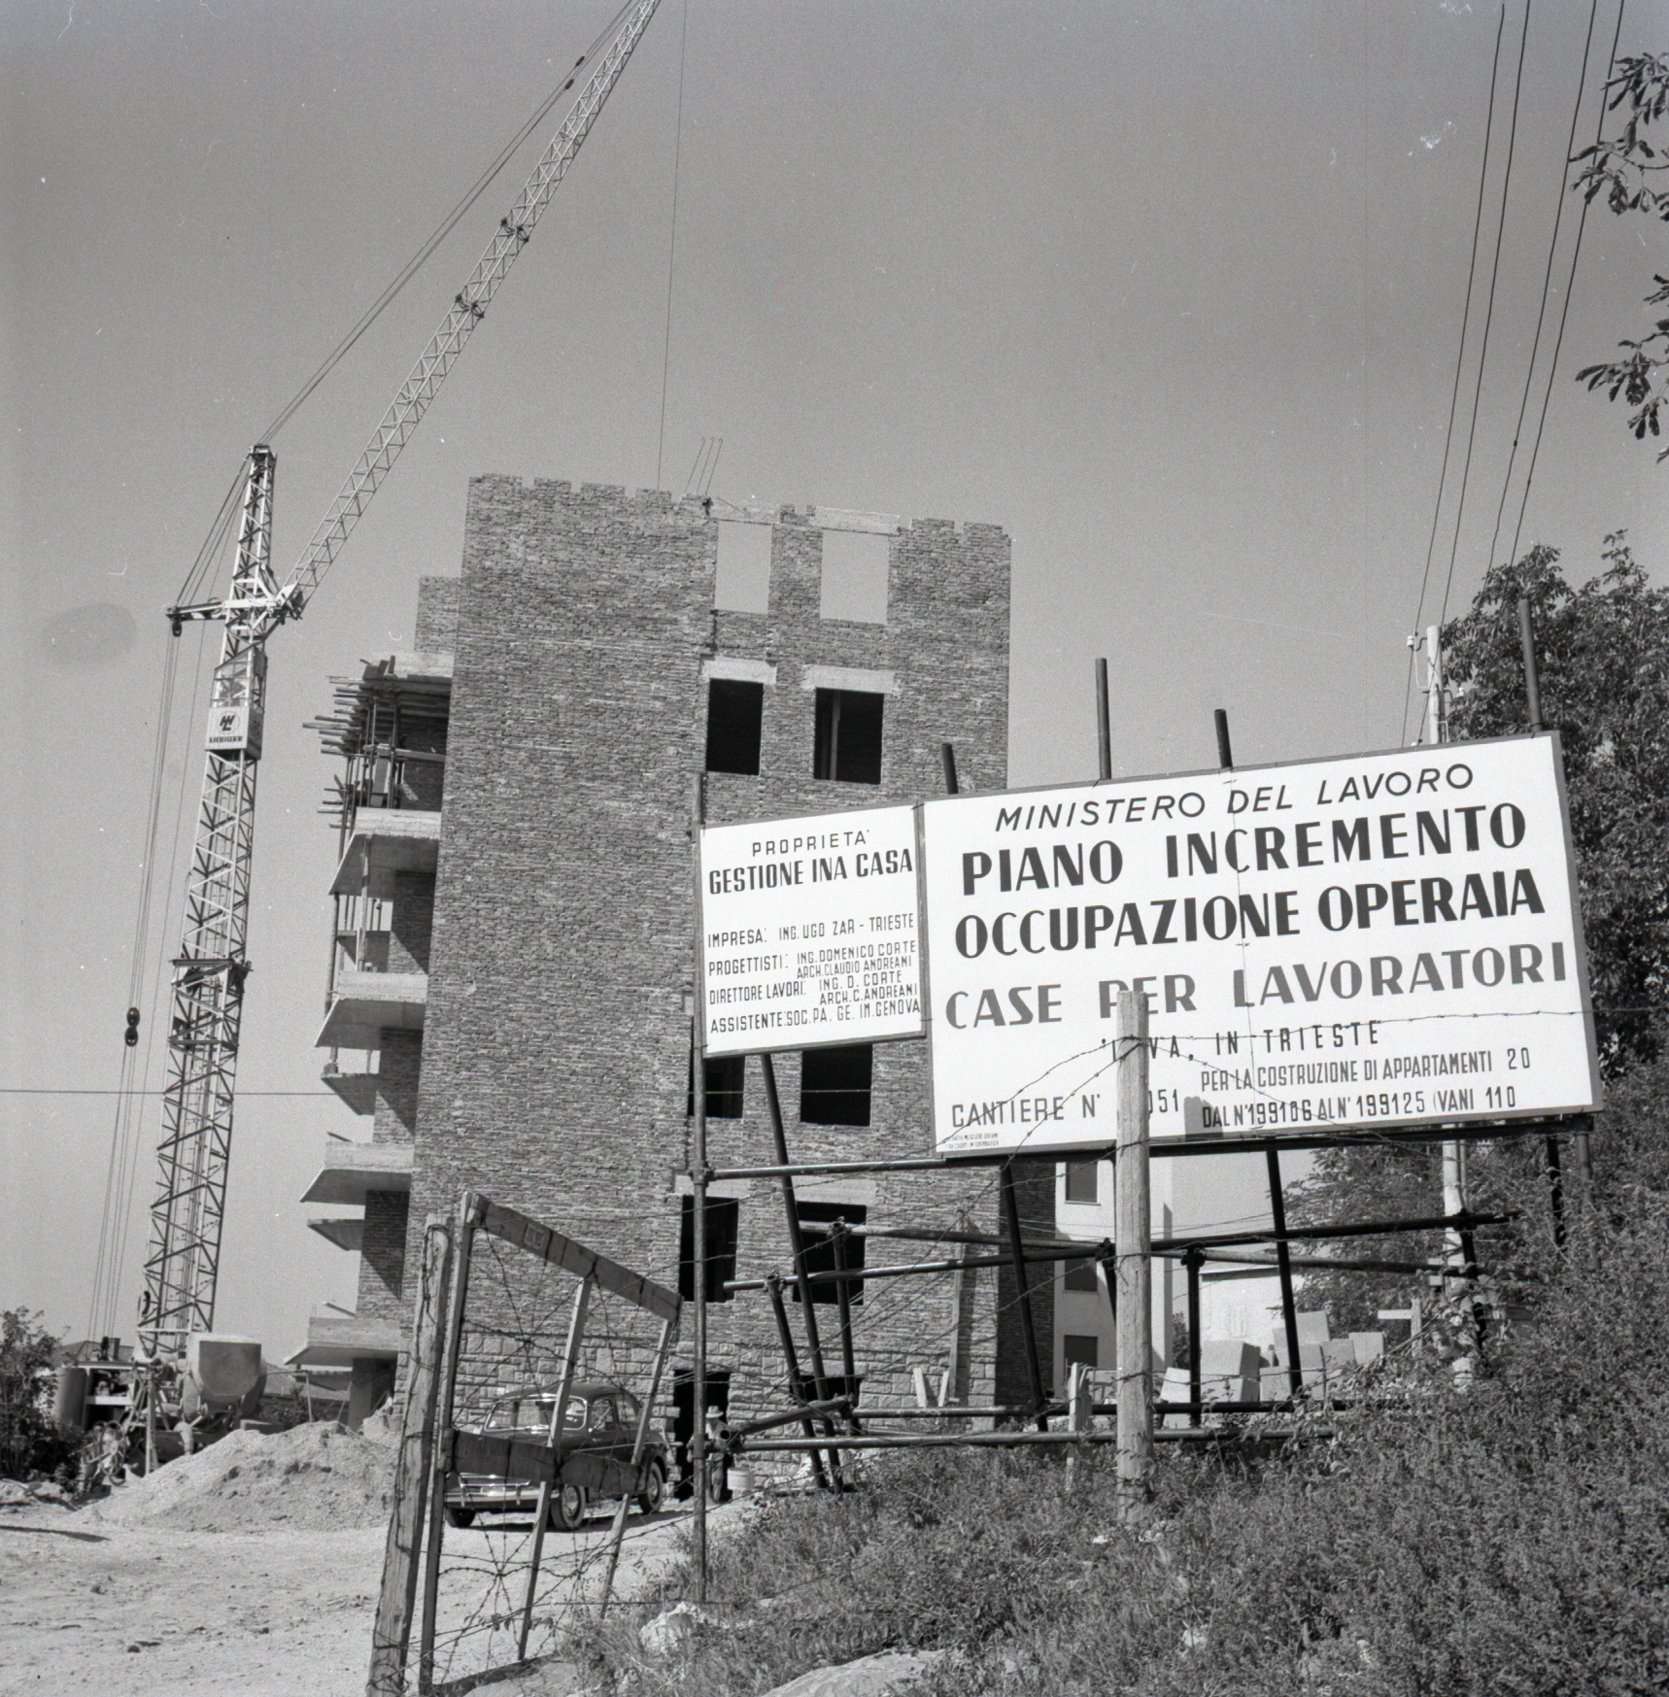 LIEBHERR
PROPRIETA'
GESTIONE INA CASA
IMPRESA: ING. UGO ZAR - TRIESTE
PROGETTISTI: ING. DOMENICO CORTE
ARCH. CLAUDIO ANDREANI
DIRETTORE LAVORI: ING. D. CORTE
ARCH. C. ANDREANI
ASSISTENTE: SOC. PA. GE. IM. GENOVA
MINISTERO DEL LAVORO
PIANO INCREMENTO
OCCUPAZIONE OPERAIA
CASE PER LAVORATORI
IN TRIESTE
PER LA COSTRUZIONE DI APPARTAMENTI 20
CANTIERE N° 051 DAL N° 199106 AL N° 199125 (VANI 110